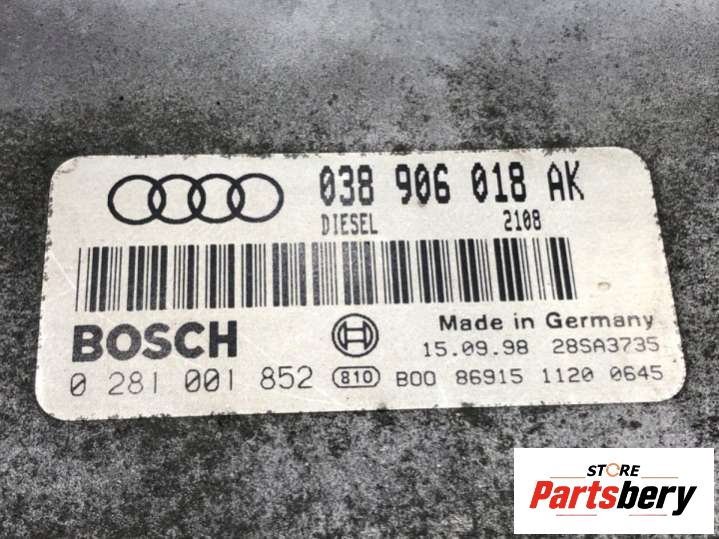 038 906 018 AK
DIESEL 2108
BOSCH
Made in Germany
15.09.98 28SA3735
0 281 001 852 810 B00 86915 1120 0645
STORE
Partsbery